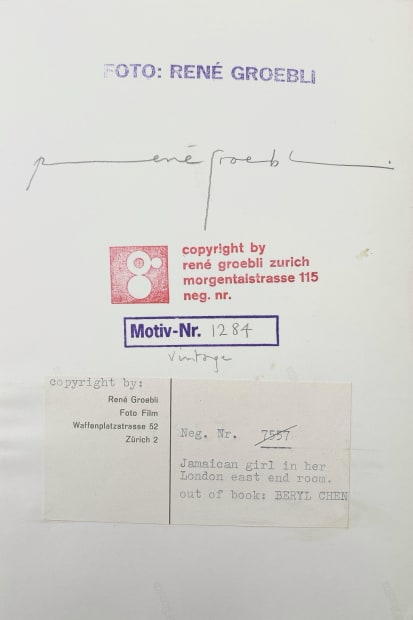 FOTO: RENÉ GROEBLI
rené groebli.
copyright by
rené groebli zurich
morgentalstrasse 115
neg. nr.
Motiv-Nr. 1284
vintage
copyright by:
René Groebli
Foto Film
Waffenplatzstrasse 52
Zürich 2
Neg. Nr. 7557
Jamaican girl in her
London east end room.
out of book: BERYL CHEN